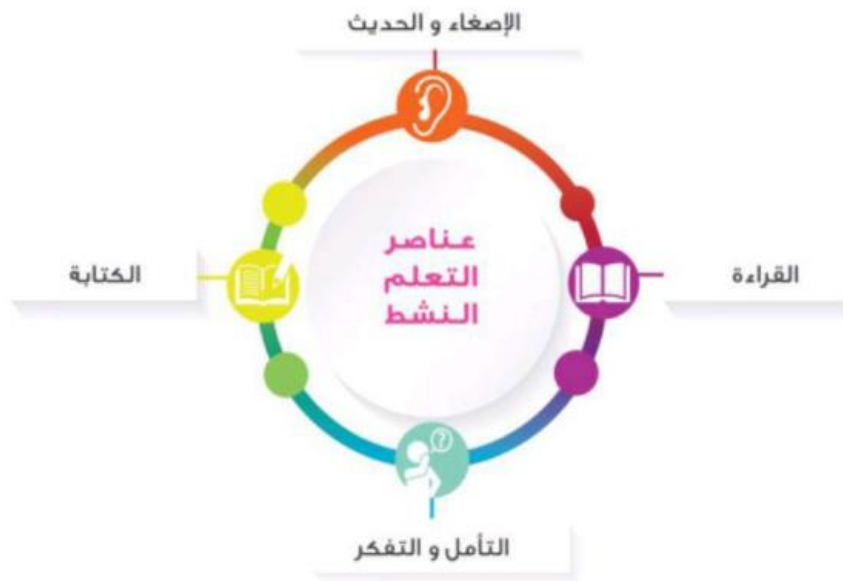 الإصغاء و الحديث
عناصر
التعلم
النشط
القراءة
الكتابة
التأمل و التفكر